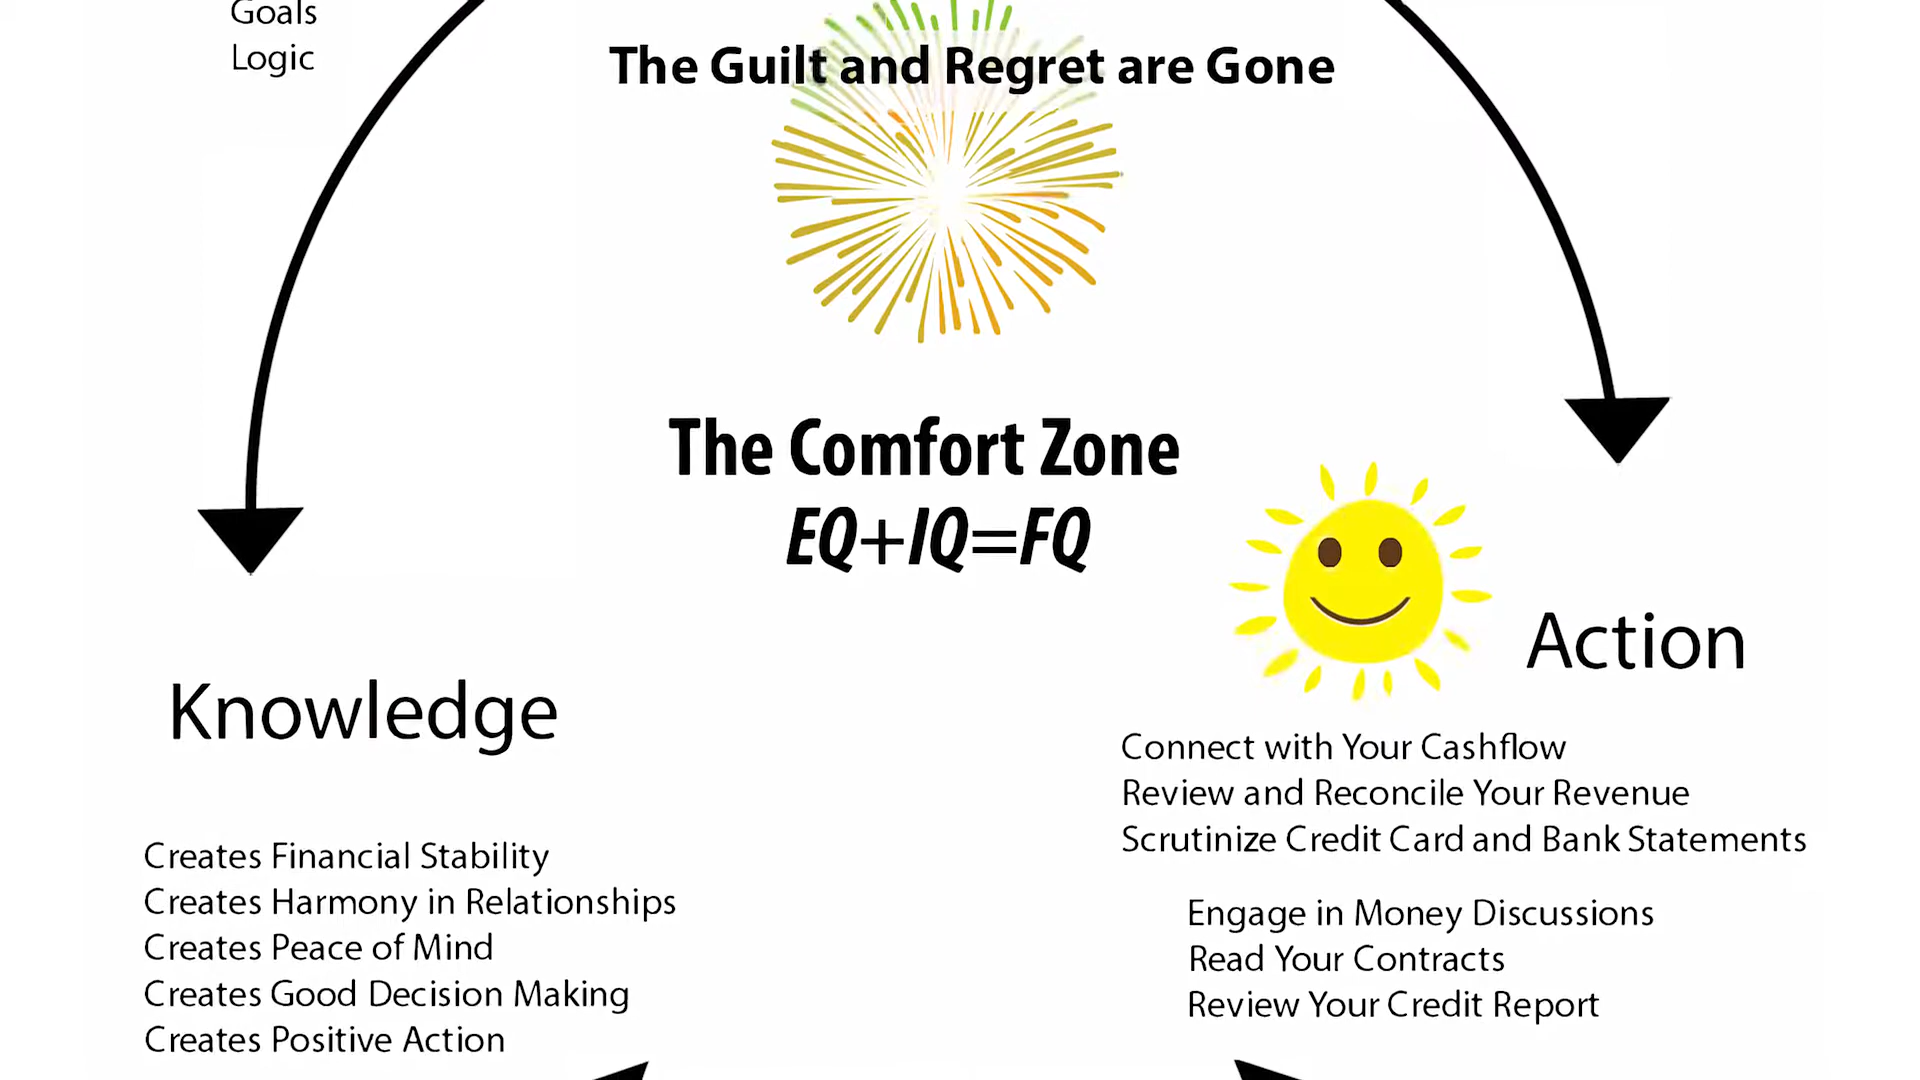 Goals
Logic
The Guilt and Regret are Gone
The Comfort Zone
EQ+IQ=FQ
Action
Knowledge
Connect with Your Cashflow
Review and Reconcile Your Revenue
Scrutinize Credit Card and Bank Statements
Engage in Money Discussions
Read Your Contracts
Review Your Credit Report
Creates Financial Stability
Creates Harmony in Relationships
Creates Peace of Mind
Creates Good Decision Making
Creates Positive Action